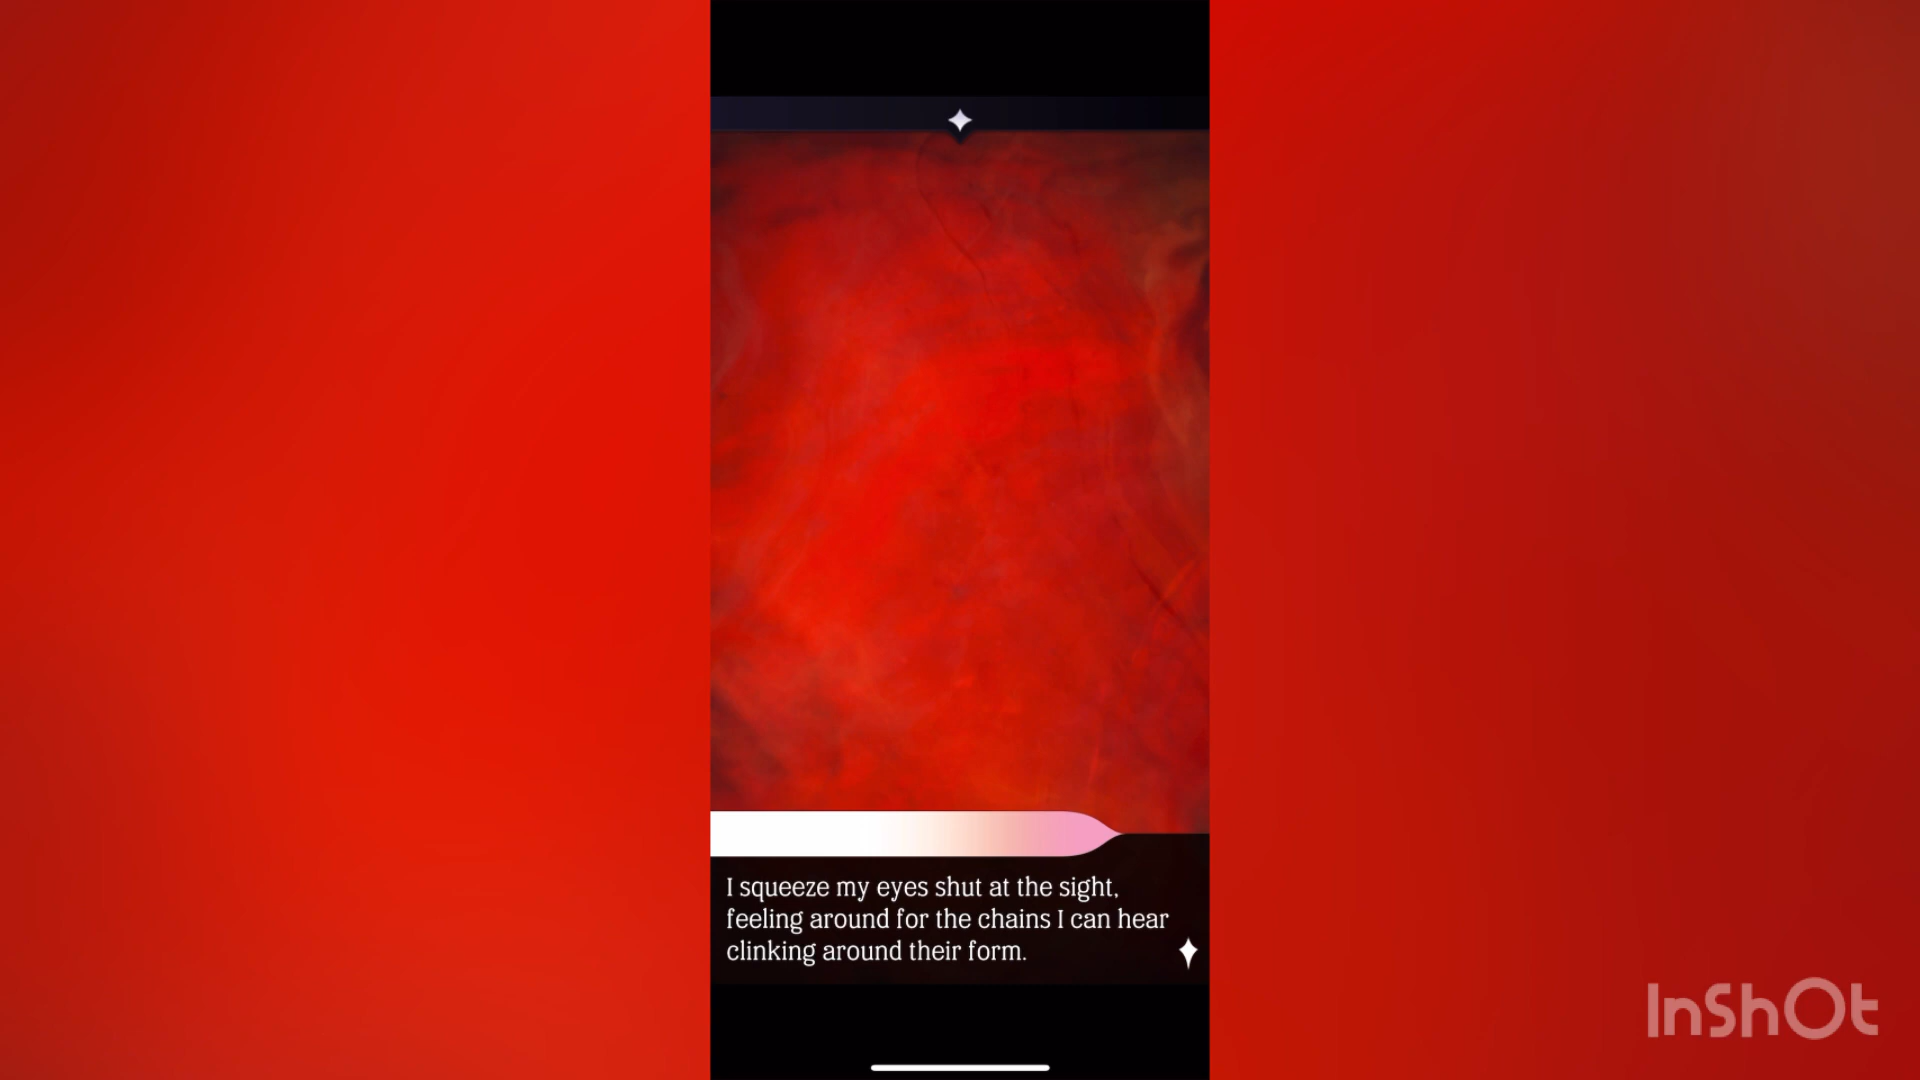 I squeeze my eyes shut at the sight,
feeling around for the chains I can hear
clinking around their form.
InShOt